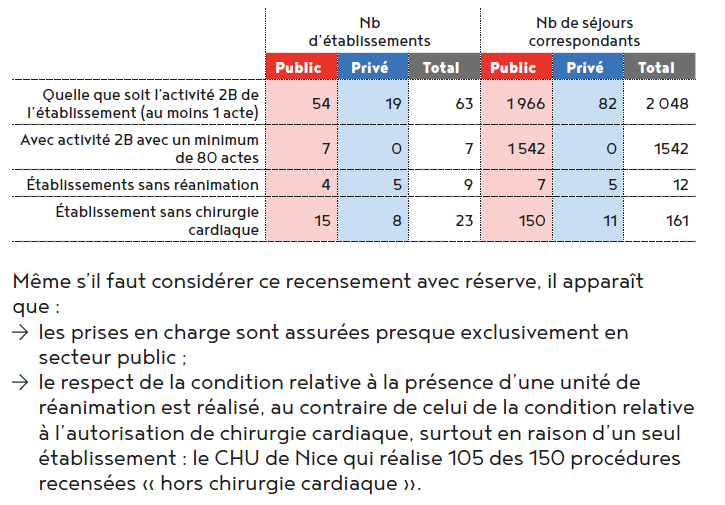 Nb d’établissements Nb de séjours correspondants
Public Privé Total Public Privé Total
Quelle que soit l’activité 2B de l’établissement (au moins 1 acte) 54 19 63 1 966 82 2 048
Avec activité 2B avec un minimum de 80 actes 7 0 7 1 542 0 1542
Établissements sans réanimation 4 5 9 7 5 12
Établissement sans chirurgie cardiaque 15 8 23 150 11 161
Même s’il faut considérer ce recensement avec réserve, il apparaît
que :
→ les prises en charge sont assurées presque exclusivement en
secteur public ;
→ le respect de la condition relative à la présence d’une unité de
réanimation est réalisé, au contraire de celui de la condition relative
à l’autorisation de chirurgie cardiaque, surtout en raison d’un seul
établissement : le CHU de Nice qui réalise 105 des 150 procédures
recensées « hors chirurgie cardiaque ».